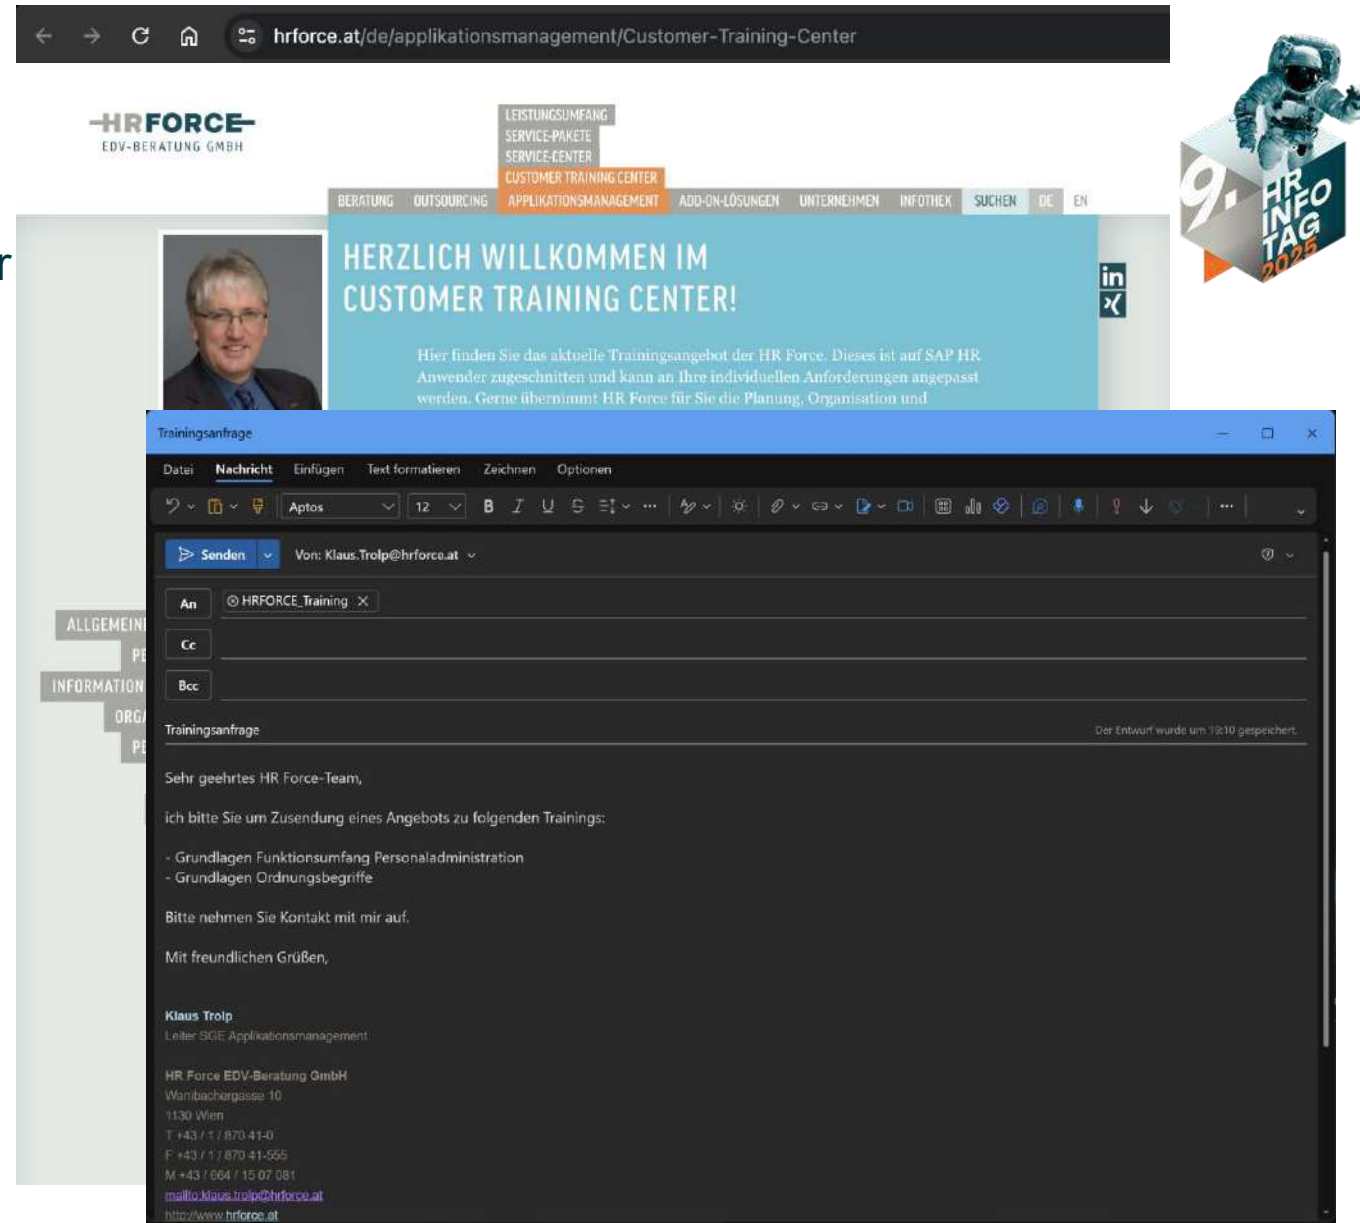 hrforce.at/de/applikationsmanagement/Customer-Training-Center
HRFORCE
EDV-BERATUNG GMBH
LEISTUNGSUMFANG
SERVICE-PAKETE
SERVICE-CENTER
CUSTOMER TRAINING CENTER
BERATUNG OUTSOURCING APPLIKATIONSMANAGEMENT ADD-ON-LÖSUNGEN UNTERNEHMEN INFOTHEK SUCHEN DE EN
9.
HR
INFO
TAG
2025
r
HERZLICH WILLKOMMEN IM
CUSTOMER TRAINING CENTER!
in
Hier finden Sie das aktuelle Trainingsangebot der HR Force. Dieses ist auf SAP HR
Anwender zugeschnitten und kann an Ihre individuellen Anforderungen angepasst
werden. Gerne übernimmt HR Force für Sie die Planung, Organisation und
Trainingsanfrage
Datei Nachricht Einfügen Text formatieren Zeichnen Optionen
Aptos 12 B I U S
Senden Von: Klaus.Trolp@hrforce.at
An HRFORCE_Training
Cc
Bcc
ALLGEMEIN
PE
INFORMATION
ORGA
PE
Trainingsanfrage Der Entwurf wurde um 19:10 gespeichert.
Sehr geehrtes HR Force-Team,
ich bitte Sie um Zusendung eines Angebots zu folgenden Trainings:
- Grundlagen Funktionsumfang Personaladministration
- Grundlagen Ordnungsbegriffe
Bitte nehmen Sie Kontakt mit mir auf.
Mit freundlichen Grüßen,
Klaus Trolp
Leiter SGE Applikationsmanagement
HR Force EDV-Beratung GmbH
Wambachergasse 10
1130 Wien
T +43 / 1 / 870 41-0
F +43 / 1 / 870 41-555
M +43 / 664 / 15 07 081
mailto:klaus.trolp@hrforce.at
http://www.hrforce.at